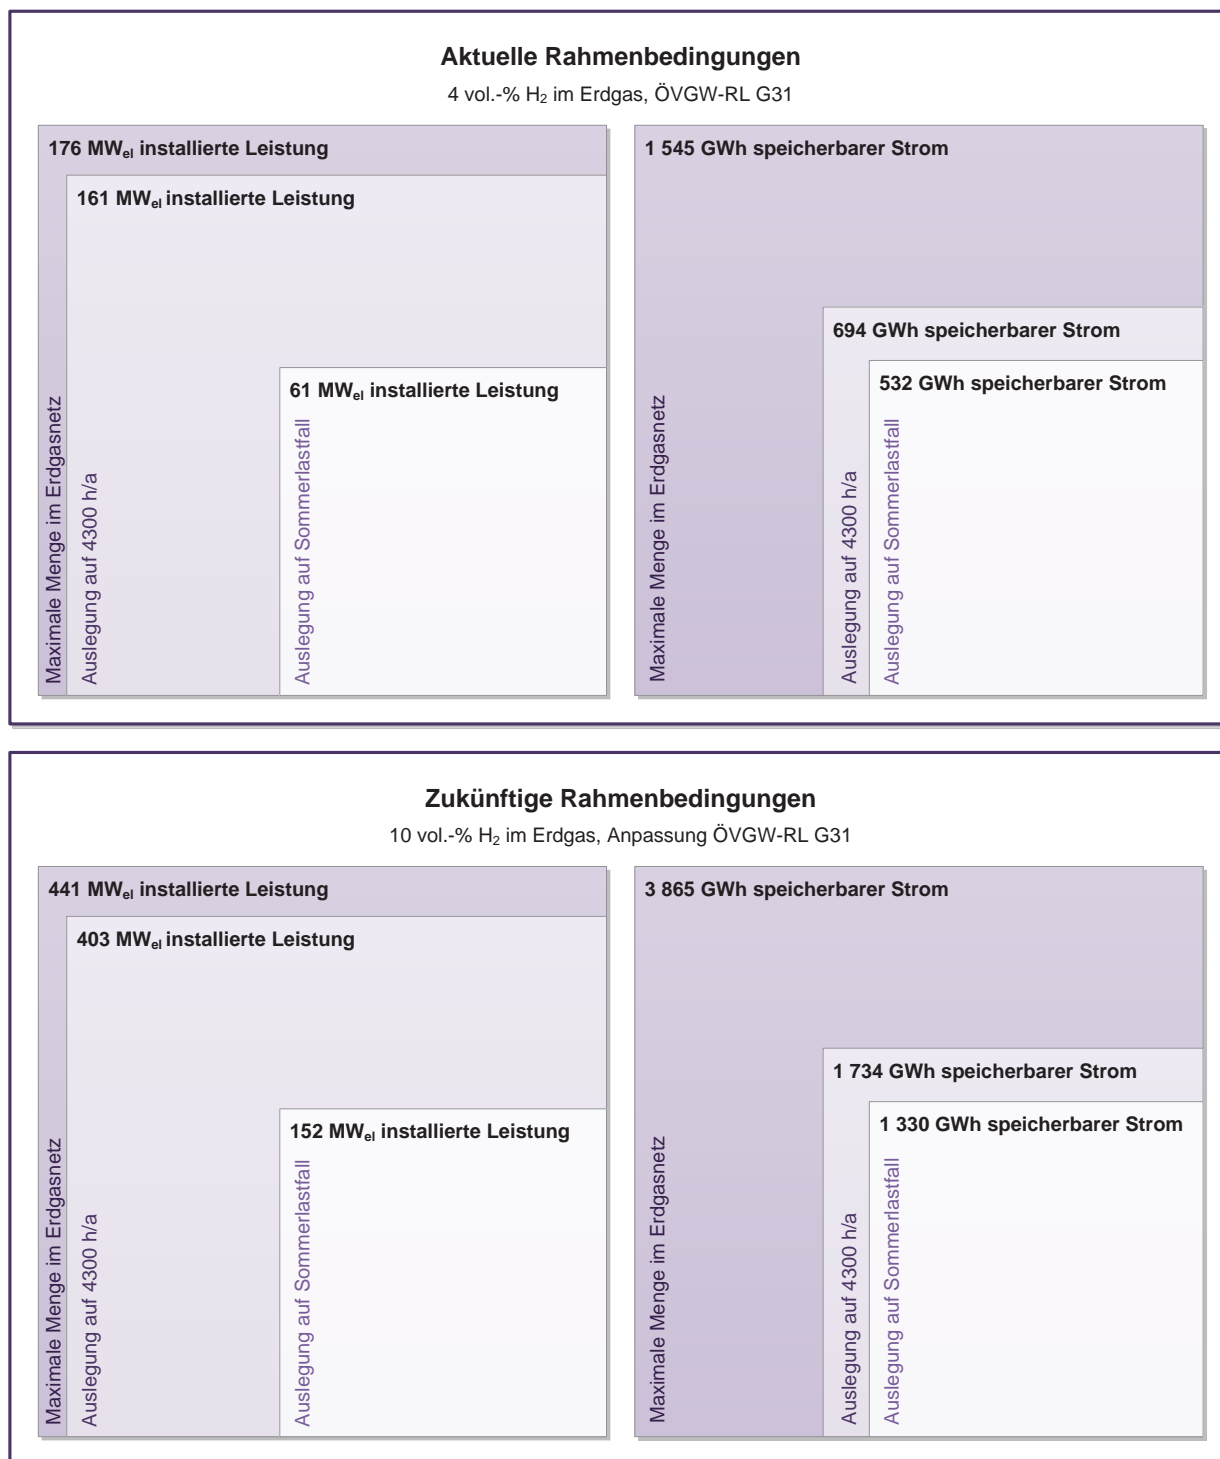 Aktuelle Rahmenbedingungen
4 vol.-% H₂ im Erdgas, ÖVGW-RL G31
176 MWel installierte Leistung
161 MWel installierte Leistung
61 MWel installierte Leistung
Maximale Menge im Erdgasnetz
Auslegung auf 4300 h/a
Auslegung auf Sommerlastfall
1 545 GWh speicherbarer Strom
694 GWh speicherbarer Strom
532 GWh speicherbarer Strom
Maximale Menge im Erdgasnetz
Auslegung auf 4300 h/a
Auslegung auf Sommerlastfall
Zukünftige Rahmenbedingungen
10 vol.-% H₂ im Erdgas, Anpassung ÖVGW-RL G31
441 MWel installierte Leistung
403 MWel installierte Leistung
152 MWel installierte Leistung
Maximale Menge im Erdgasnetz
Auslegung auf 4300 h/a
Auslegung auf Sommerlastfall
3 865 GWh speicherbarer Strom
1 734 GWh speicherbarer Strom
1 330 GWh speicherbarer Strom
Maximale Menge im Erdgasnetz
Auslegung auf 4300 h/a
Auslegung auf Sommerlastfall